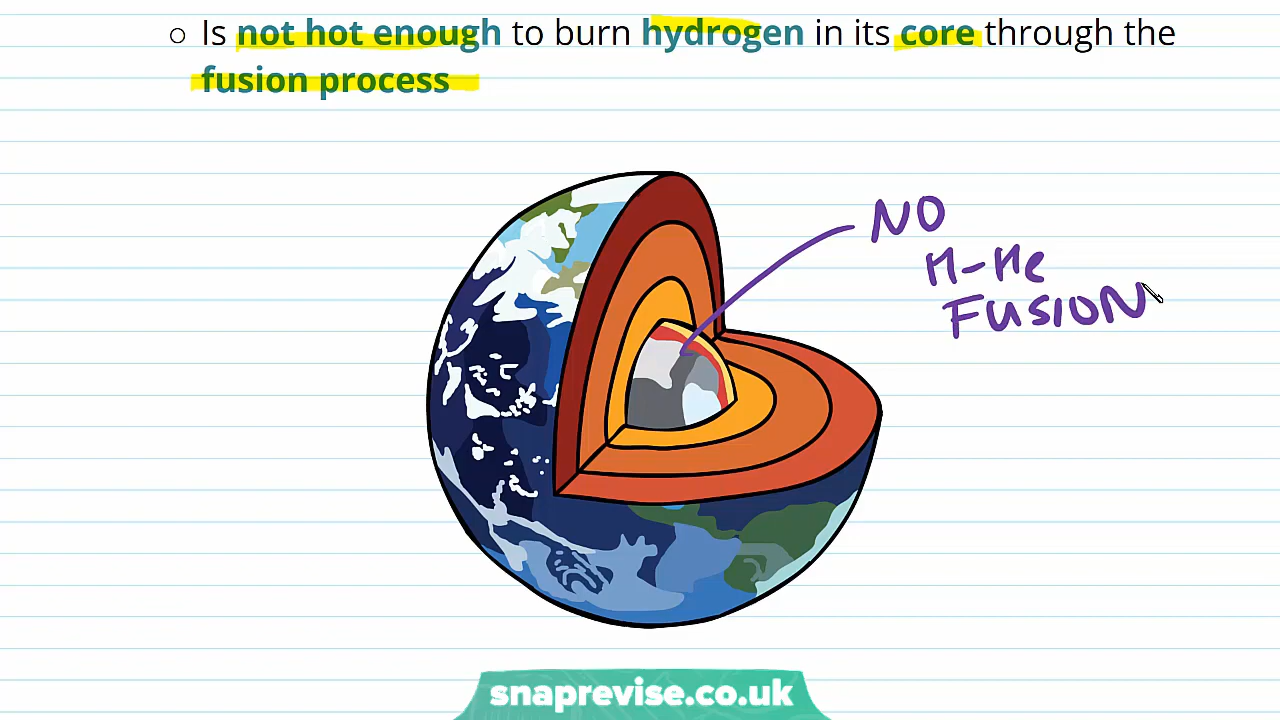 ○ Is not hot enough to burn hydrogen in its core through the
fusion process
NO
H-He
FUSION
snaprevise.co.uk